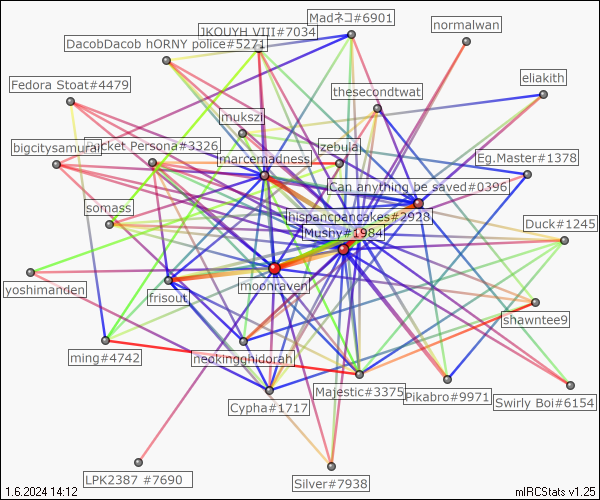 Madネコ#6901
JKOUYH VIII#7034
normalwan
DacobDacob hORNY police#5271
Fedora Stoat#4479
eliakith
thesecondtwat
mukszi
bigcitysamurai
cket Persona#3326
zebulai
marcemadness
Eg.Master#1378
Can anything be saved#0396
somass
hispancpancakes#2928
Duck#1245
Mushy#1984
yoshimanden
frisout
moonraven
shawntee9
ming#4742
neokingghidorah
Majestic#3375
Pikabro#9971
Cypha#1717
Swirly Boi#6154
LPK2387 #7690
Silver#7938
1.6.2024 14:12
mIRCStats v1.25